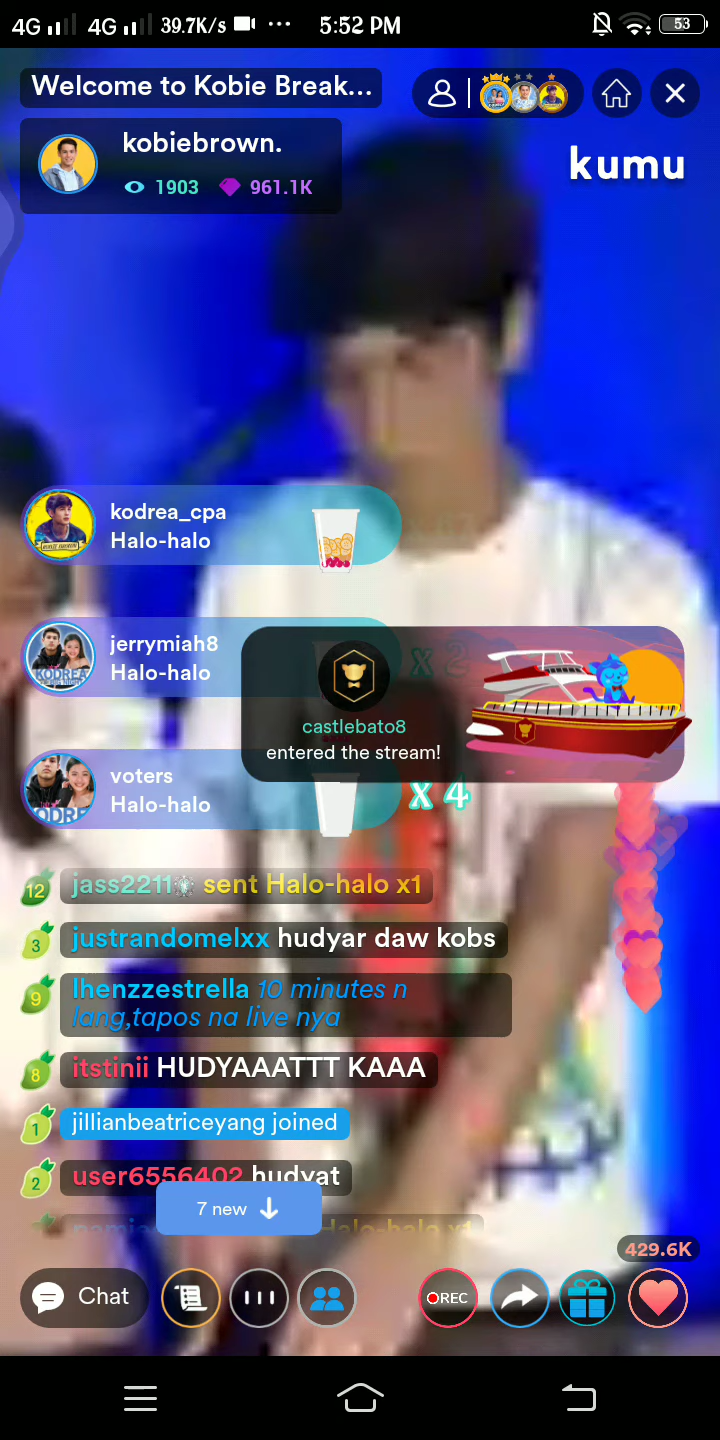 4G 4G 39.7K/s ··· 5:52 PM 53
Welcome to Kobie Break...
kobiebrown.
1903 961.1K
kumu
kodrea_cpa
Halo-halo
jerrymiah8
Halo-halo
x 2
castlebato8
entered the stream!
voters
Halo-halo
x 4
12 jass2211 sent Halo-halo x1
3 justrandomelxx hudyar daw kobs
9 lhenzzestrella 10 minutes n
lang,tapos na live nya
8 itstinii HUDYAAATTT KAAA
1 jillianbeatriceyang joined
2 user6556402 hudyat
7 new
Halo-halo x1
429.6K
Chat
REC